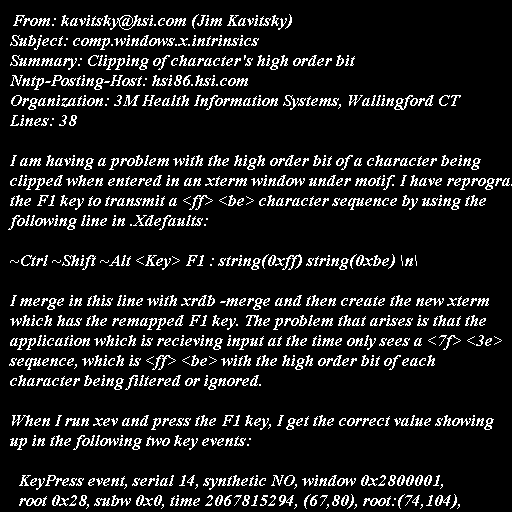 From: kavitsky@hsi.com (Jim Kavitsky)
Subject: comp.windows.x.intrinsics
Summary: Clipping of character's high order bit
Nntp-Posting-Host: hsi86.hsi.com
Organization: 3M Health Information Systems, Wallingford CT
Lines: 38

I am having a problem with the high order bit of a character being
clipped when entered in an xterm window under motif. I have reprogra
the F1 key to transmit a <ff> <be> character sequence by using the
following line in .Xdefaults:

~Ctrl ~Shift ~Alt <Key> F1 : string(0xff) string(0xbe) \n\

I merge in this line with xrdb -merge and then create the new xterm
which has the remapped F1 key. The problem that arises is that the
application which is recieving input at the time only sees a <7f> <3e>
sequence, which is <ff> <be> with the high order bit of each
character being filtered or ignored.

When I run xev and press the F1 key, I get the correct value showing
up in the following two key events:

KeyPress event, serial 14, synthetic NO, window 0x2800001,
root 0x28, subw 0x0, time 2067815294, (67,80), root:(74,104),